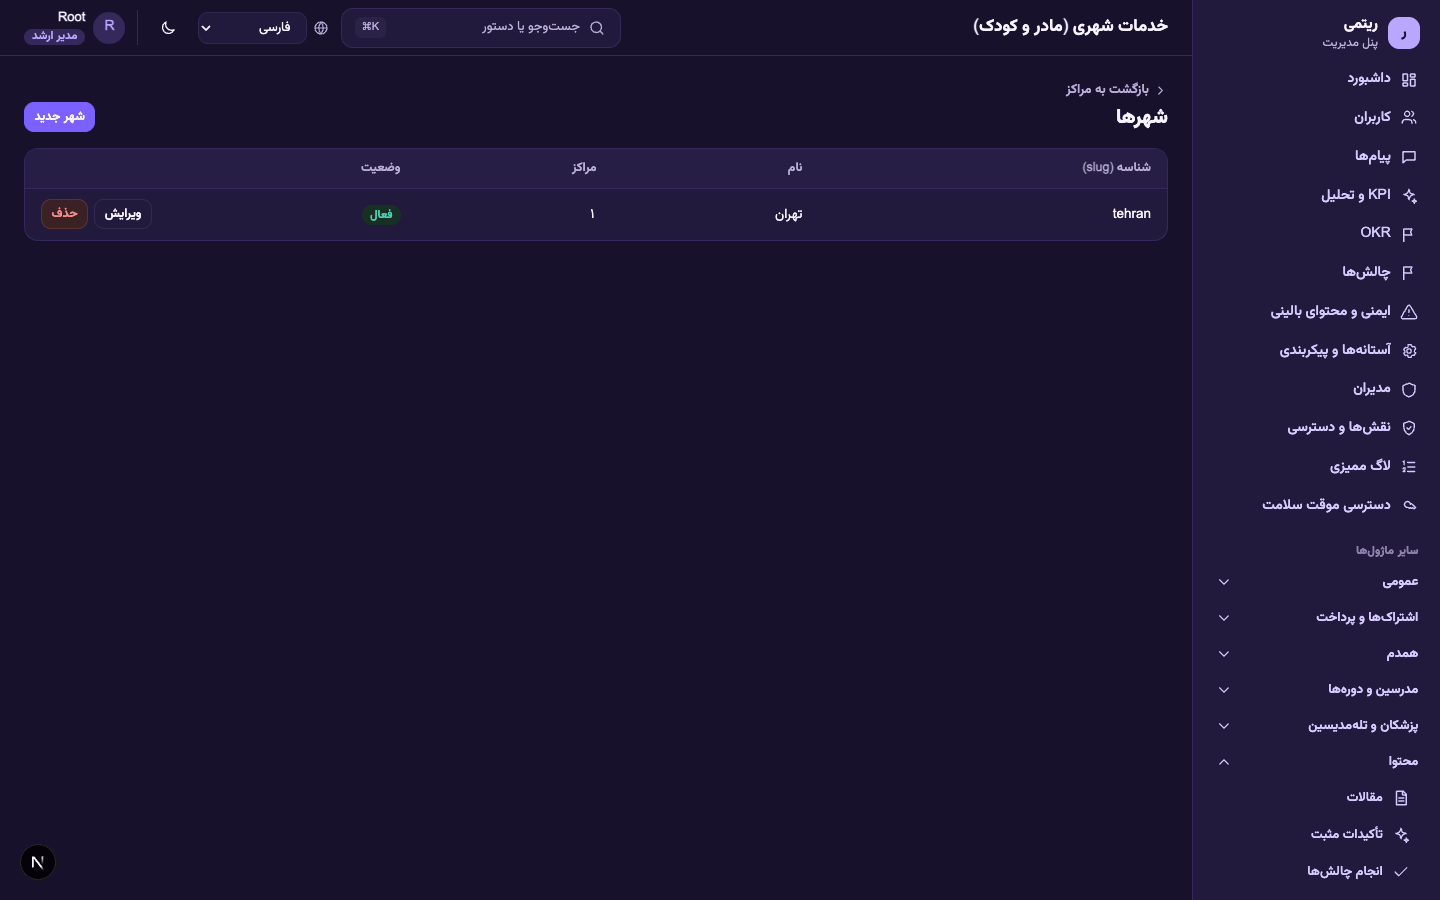 ر
ریتمی
پنل مدیریت
داشبورد
کاربران
پیام‌ها
KPI و تحلیل
OKR
چالش‌ها
ایمنی و محتوای بالینی
آستانه‌ها و پیکربندی
مدیران
نقش‌ها و دسترسی
لاگ ممیزی
دسترسی موقت سلامت
سایر ماژول‌ها
عمومی
اشتراک‌ها و پرداخت
همدم
مدرسین و دوره‌ها
پزشکان و تله‌مدیسین
محتوا
مقالات
تأکیدات مثبت
انجام چالش‌ها
خدمات شهری (مادر و کودک)
جست‌وجو یا دستور ⌘K
فارسی
R
Root
مدیر ارشد
بازگشت به مراکز
شهرها
شهر جدید
شناسه (slug) نام مراکز وضعیت
tehran تهران ۱ فعال ویرایش حذف
N